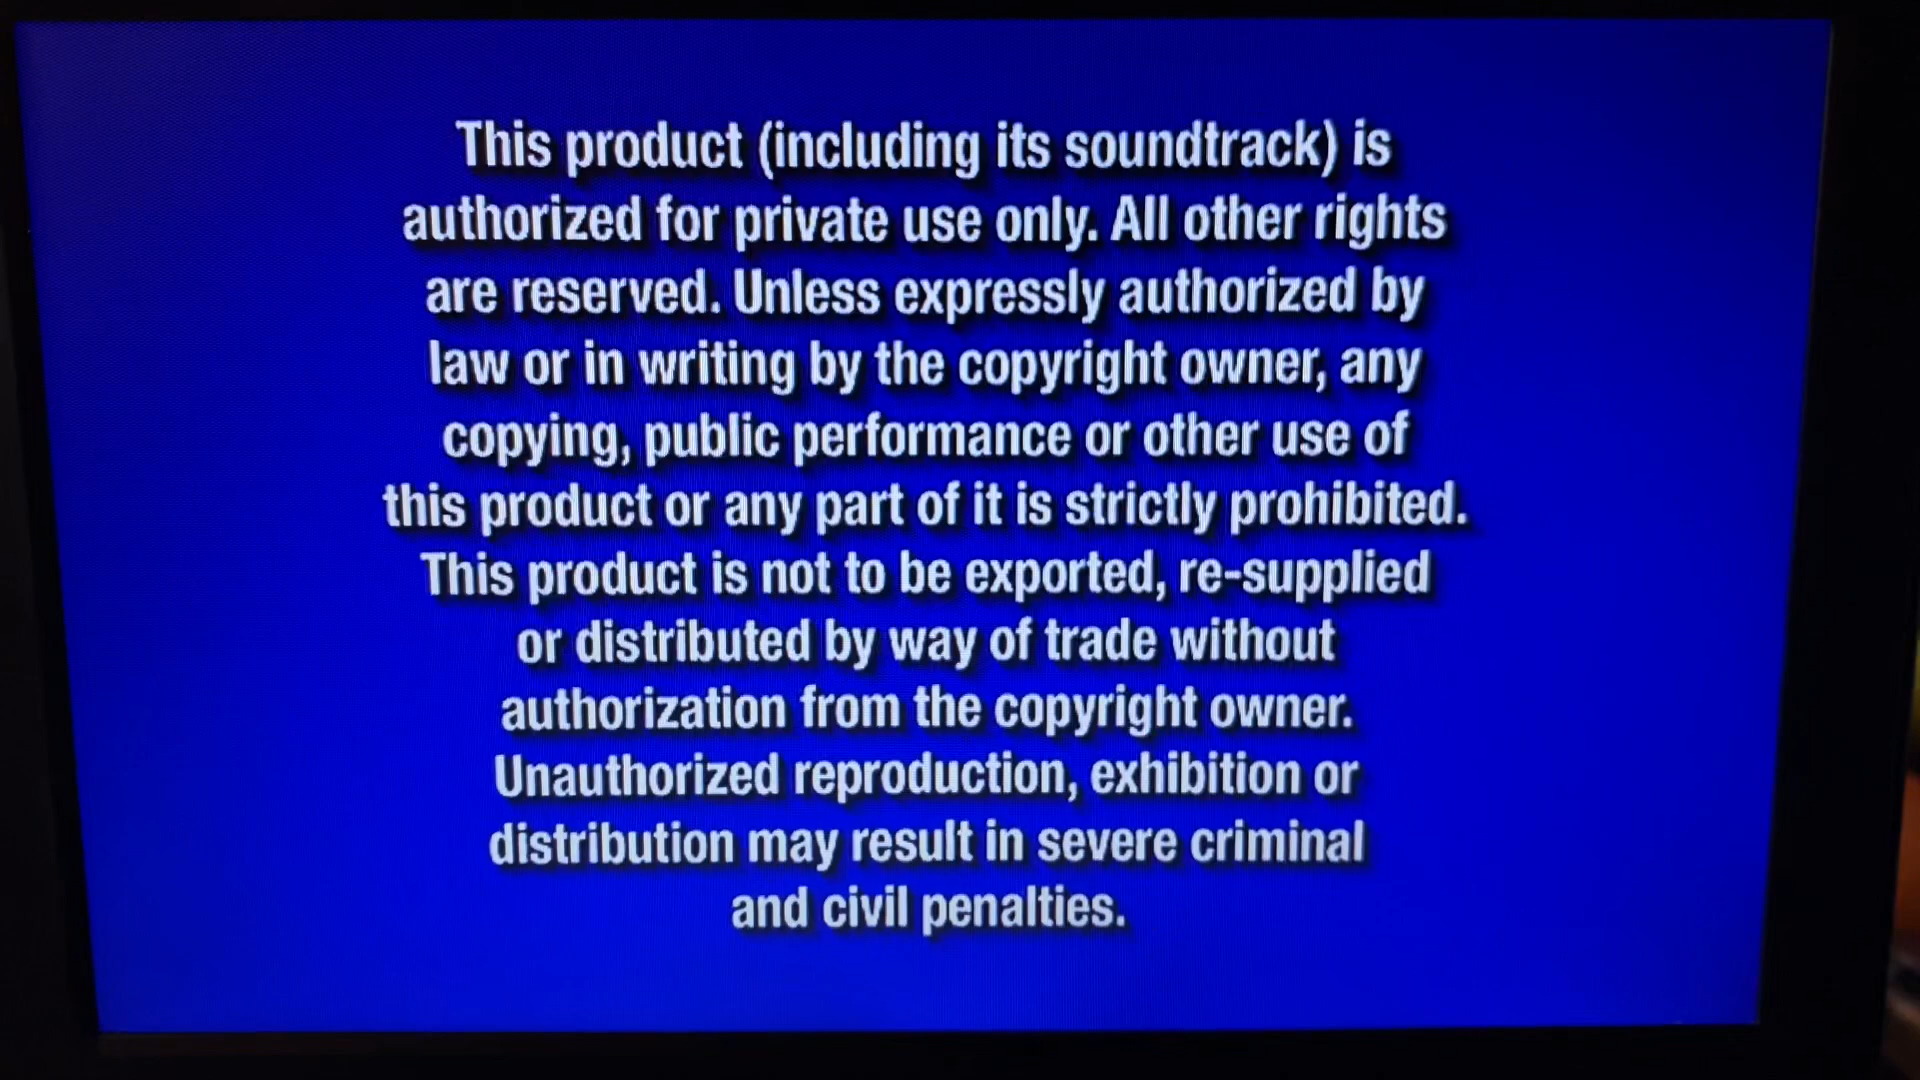 This product (including its soundtrack) is
authorized for private use only. All other rights
are reserved. Unless expressly authorized by
law or in writing by the copyright owner, any
copying, public performance or other use of
this product or any part of it is strictly prohibited.
This product is not to be exported, re-supplied
or distributed by way of trade without
authorization from the copyright owner.
Unauthorized reproduction, exhibition or
distribution may result in severe criminal
and civil penalties.